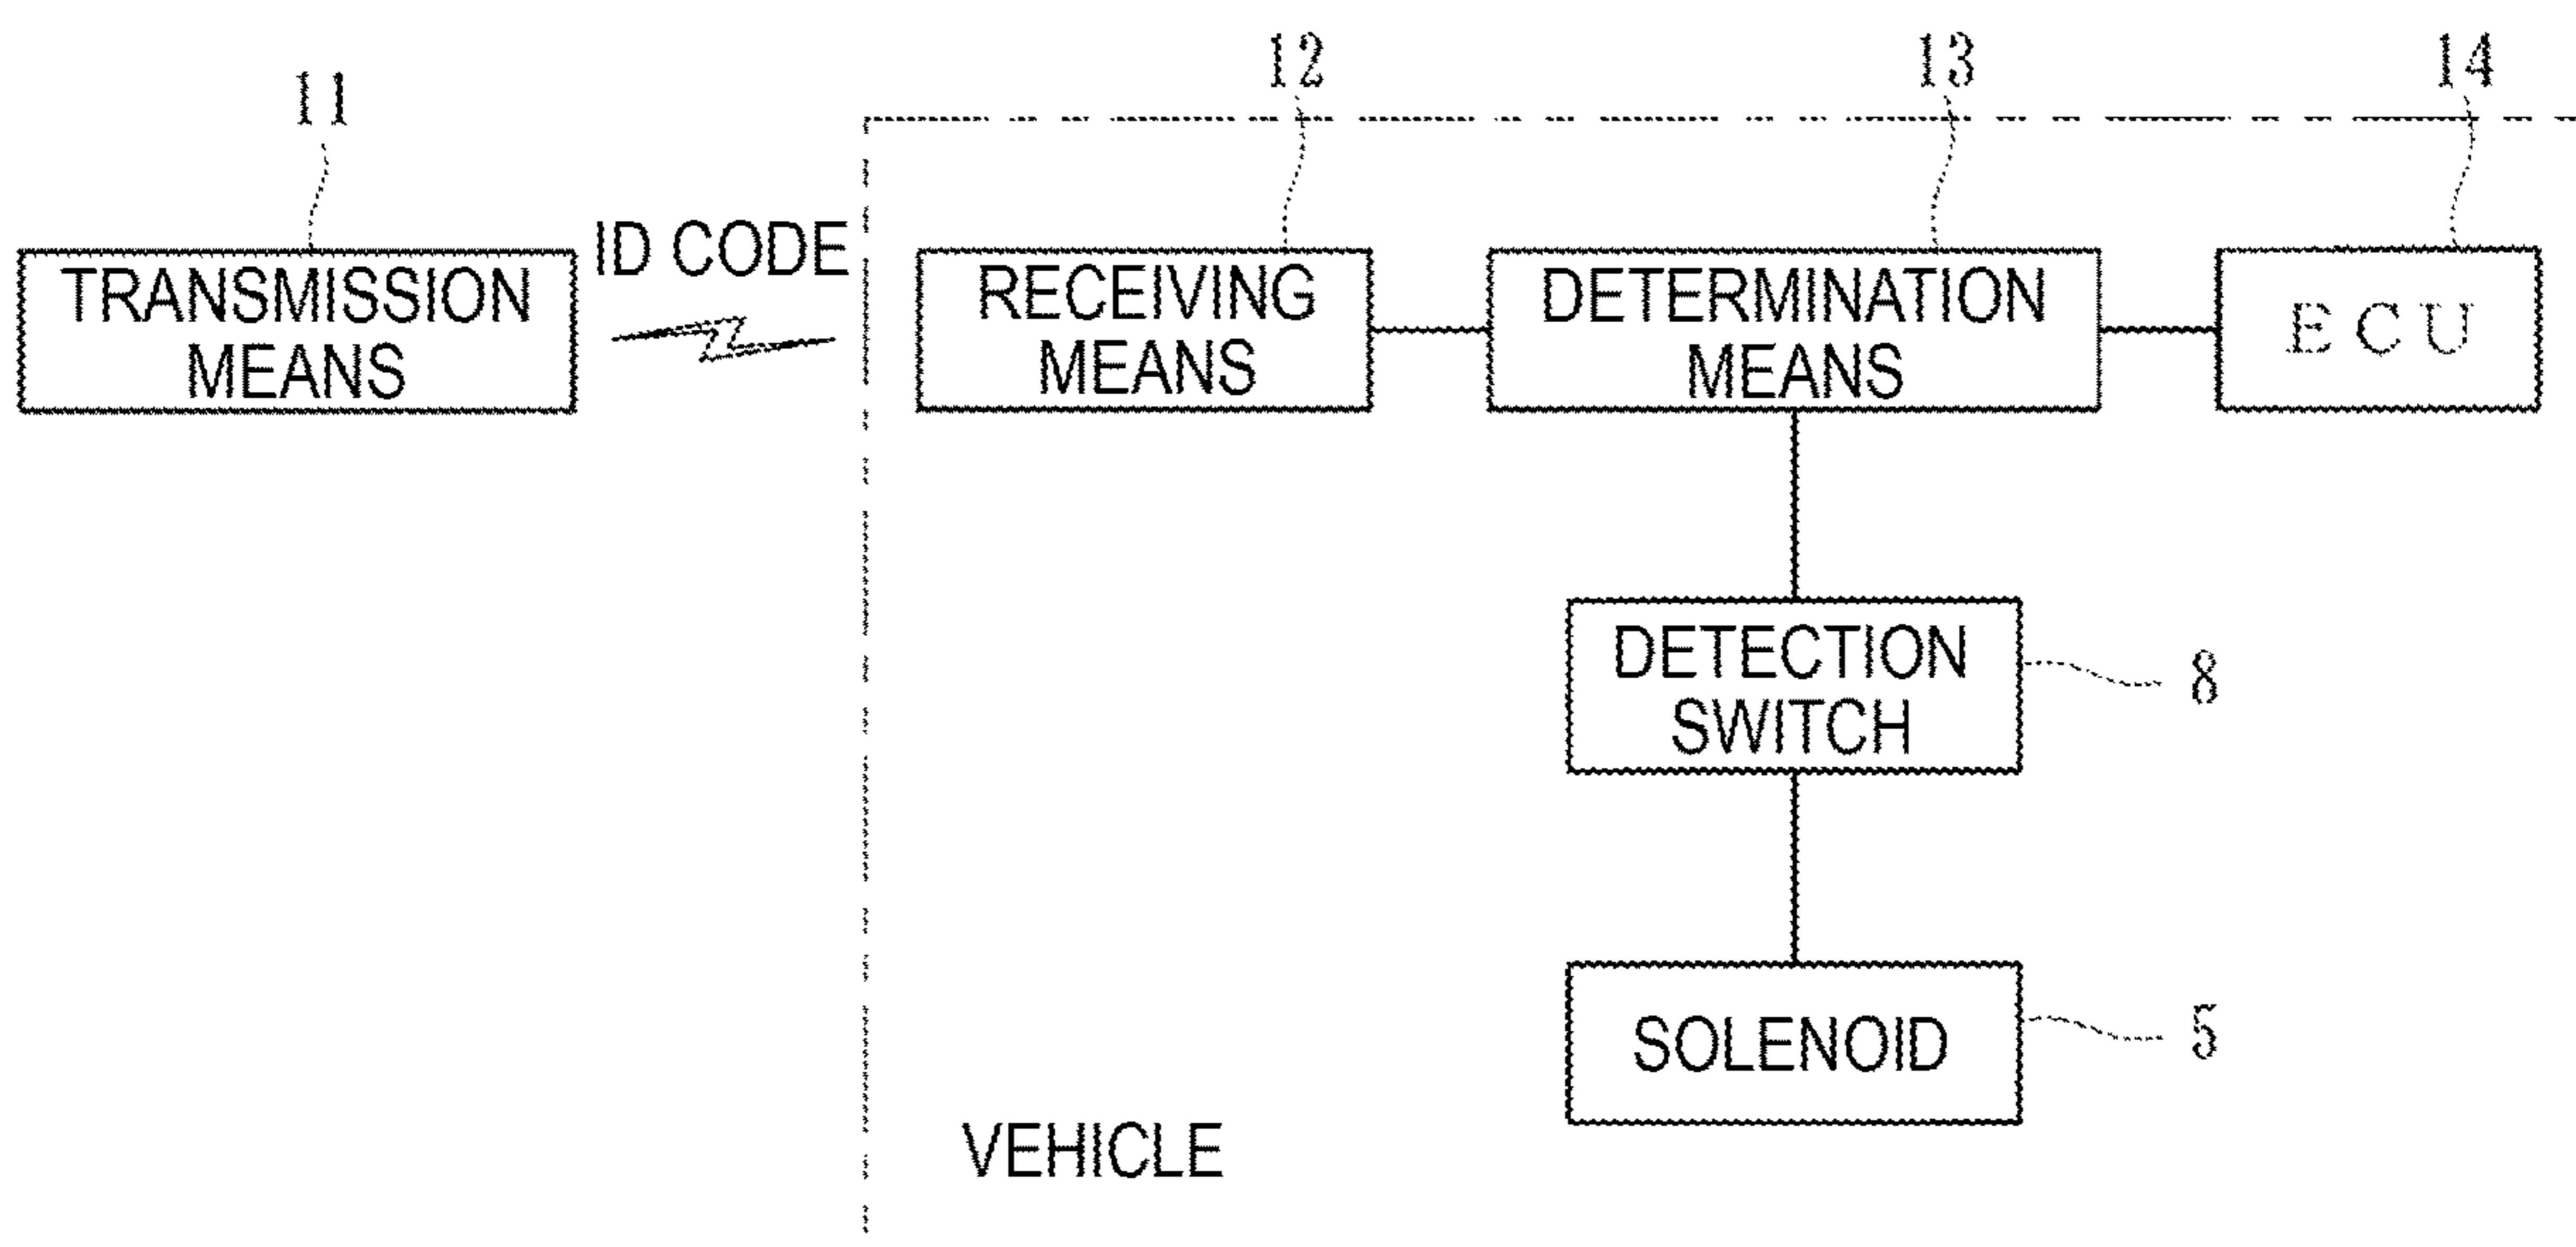 11
12
13
14
ID CODE
TRANSMISSION
MEANS
RECEIVING
MEANS
DETERMINATION
MEANS
ECU
DETECTION
SWITCH
8
SOLENOID
5
VEHICLE